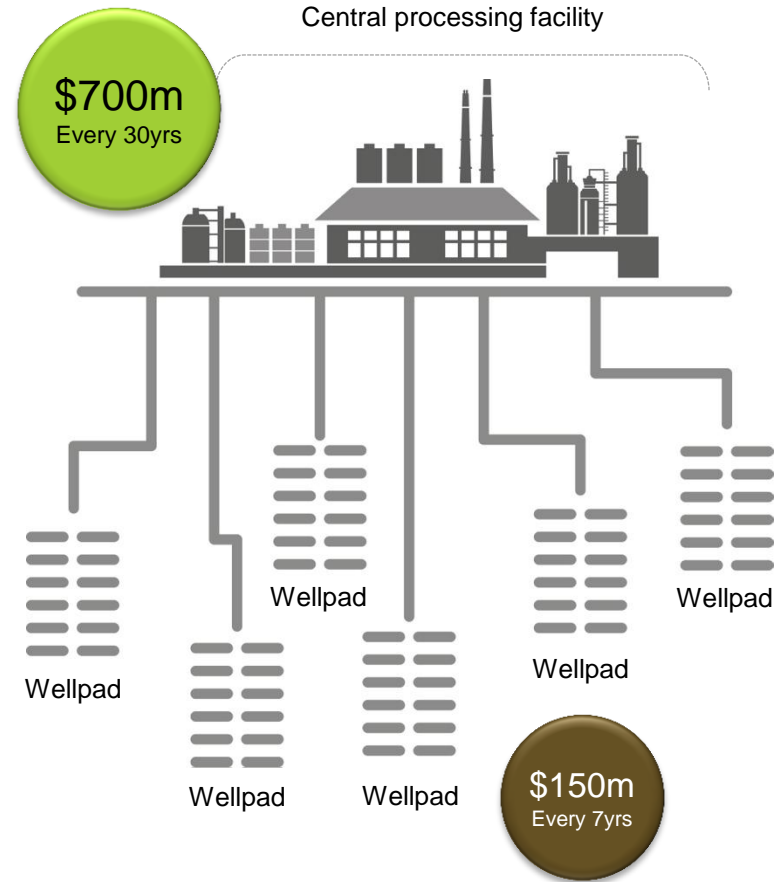 Central processing facility
$700m
Every 30yrs
Wellpad
Wellpad
Wellpad
Wellpad
Wellpad
Wellpad
$150m
Every 7yrs